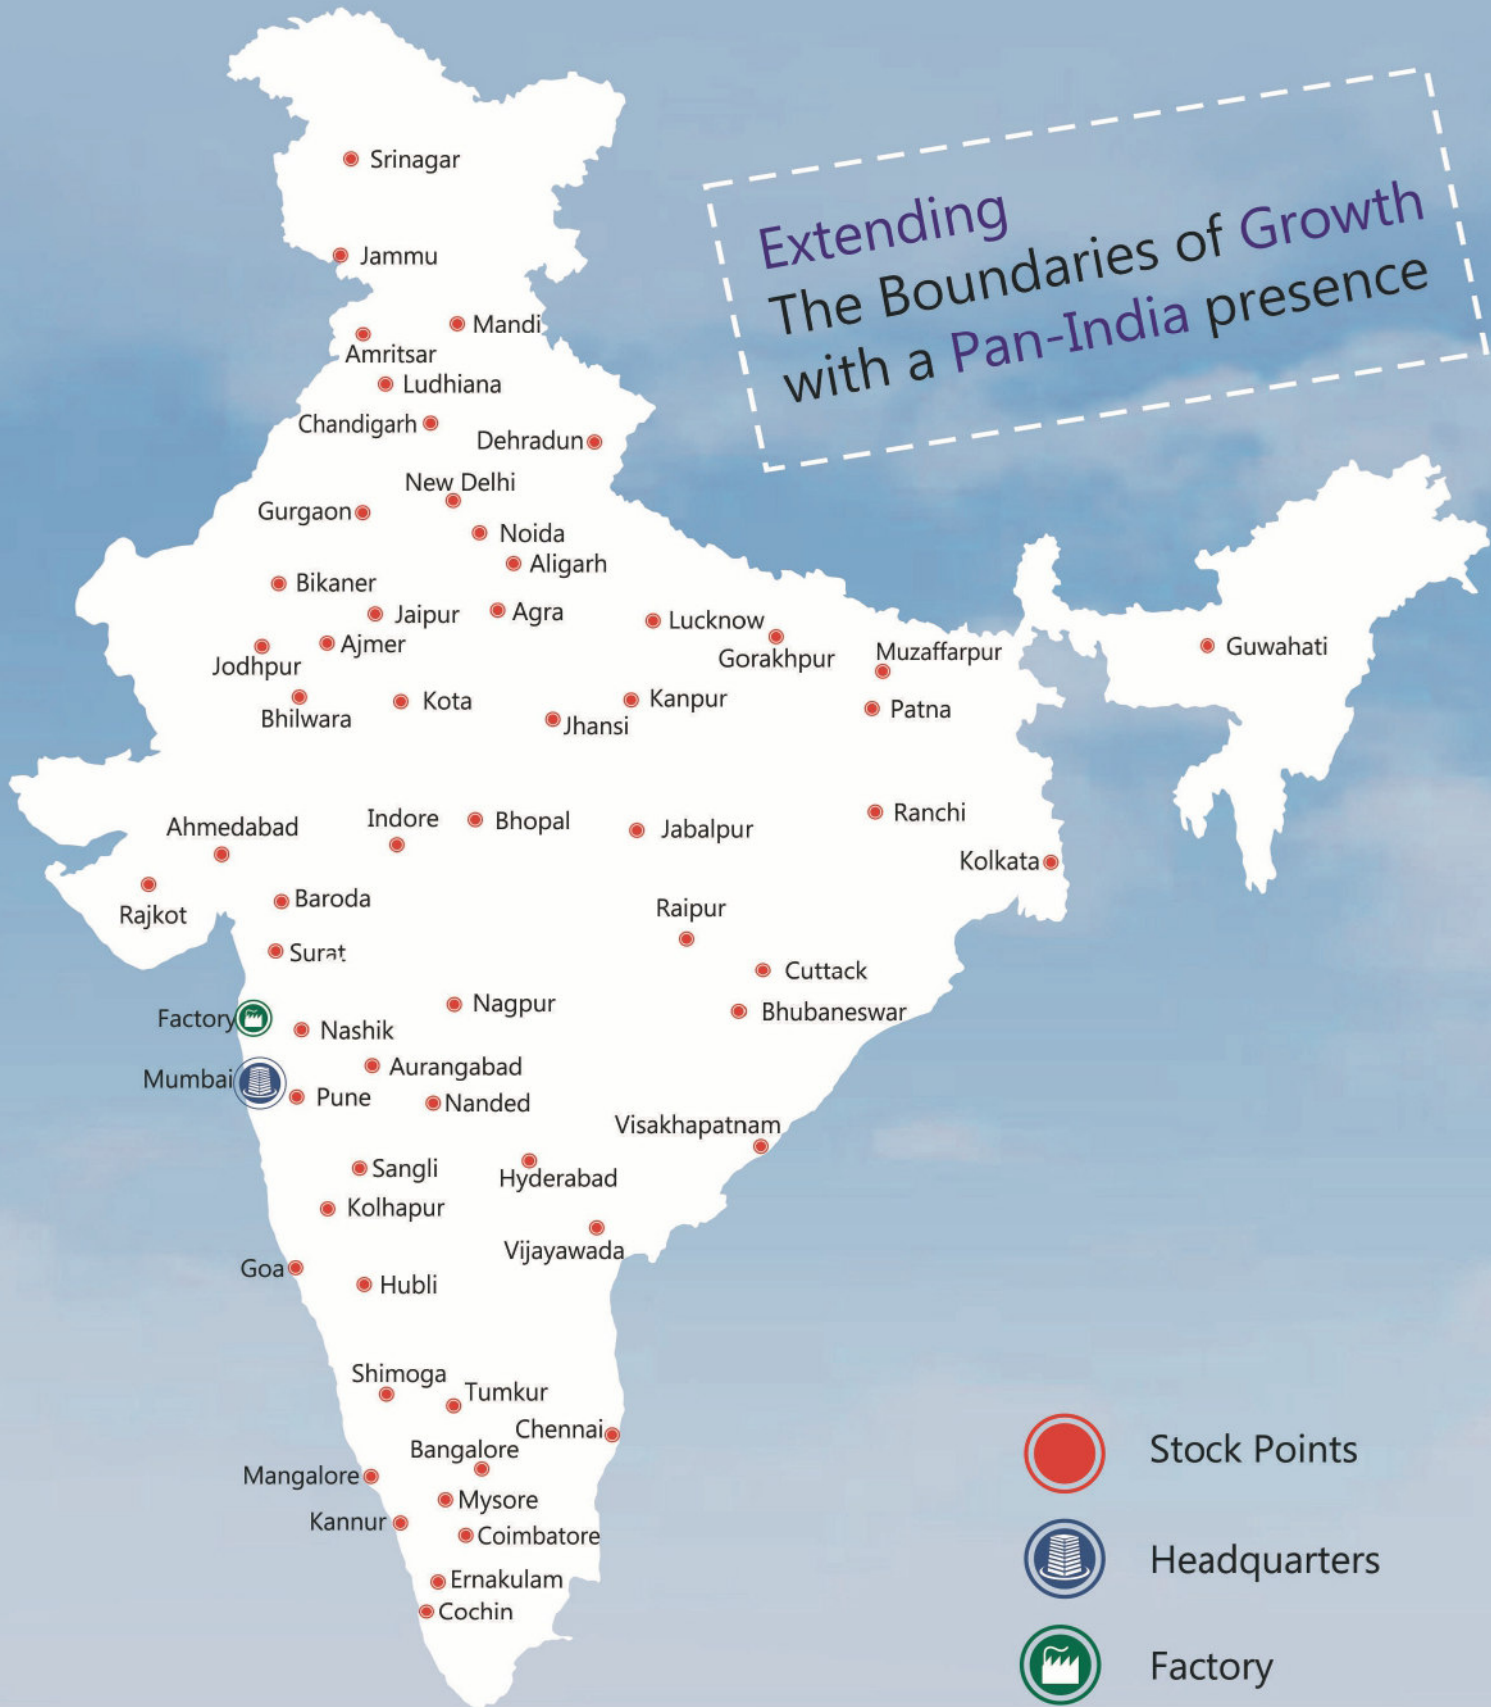 Srinagar
Extending
The Boundaries of Growth
with a Pan-India presence
Jammu
Mandi
Amritsar
Ludhiana
Chandigarh
Dehradun
New Delhi
Gurgaon
Noida
Aligarh
Bikaner
Jaipur
Agra
Lucknow
Ajmer
Jodhpur
Gorakhpur
Muzaffarpur
Guwahati
Bhilwara
Kota
Kanpur
Jhansi
Patna
Ahmedabad
Indore
Bhopal
Jabalpur
Ranchi
Kolkata
Rajkot
Baroda
Raipur
Surat
Cuttack
Nagpur
Bhubaneswar
Factory
Nashik
Aurangabad
Mumbai
Pune
Nanded
Visakhapatnam
Sangli
Hyderabad
Kolhapur
Vijayawada
Goa
Hubli
Shimoga
Tumkur
Chennai
Bangalore
Mangalore
Mysore
Kannur
Coimbatore
Ernakulam
Cochin
Stock Points
Headquarters
Factory